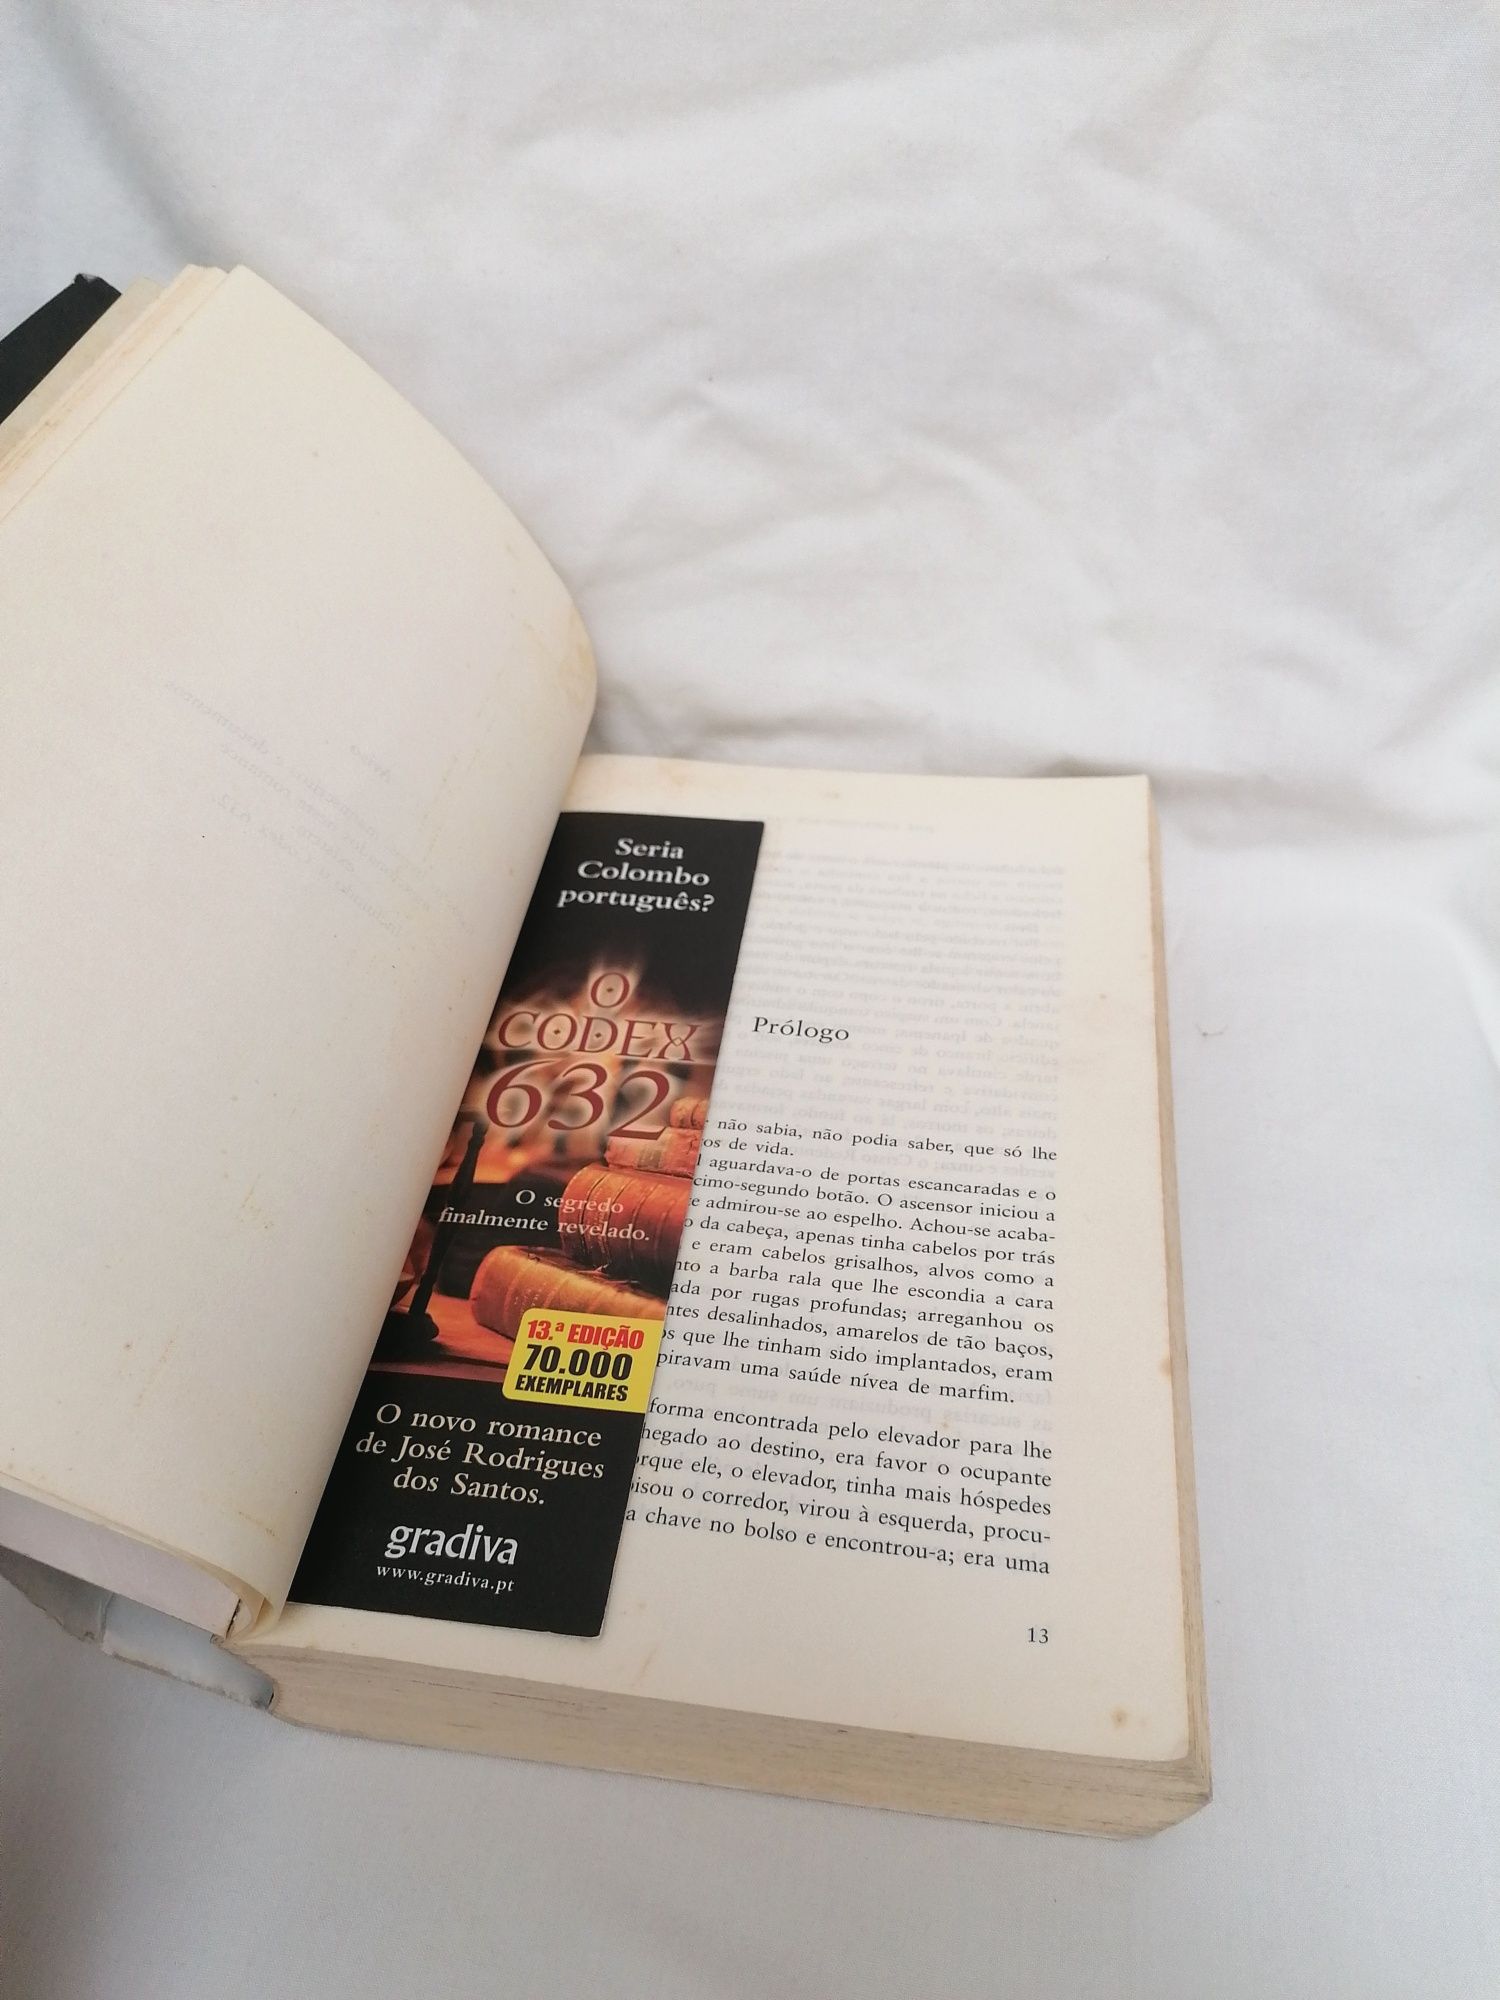 Seria
Colombo
português?
O
CODEX
632
O segredo
finalmente revelado.
13.ª EDIÇÃO
70.000
EXEMPLARES
O novo romance
de José Rodrigues
dos Santos.
gradiva
www.gradiva.pt
Prólogo
não sabia, não podia saber, que só lhe
de vida.
aguardava-o de portas escancaradas e o
cimo-segundo botão. O ascensor iniciou a
admirou-se ao espelho. Achou-se acaba-
da cabeça, apenas tinha cabelos por trás
e eram cabelos grisalhos, alvos como a
a barba rala que lhe escondia a cara
ada por rugas profundas; arreganhou os
ntes desalinhados, amarelos de tão baços,
que lhe tinham sido implantados, eram
piravam uma saúde nívea de marfim.
forma encontrada pelo elevador para lhe
hegado ao destino, era favor o ocupante
orque ele, o elevador, tinha mais hóspedes
isou o corredor, virou à esquerda, procu-
a chave no bolso e encontrou-a; era uma
13